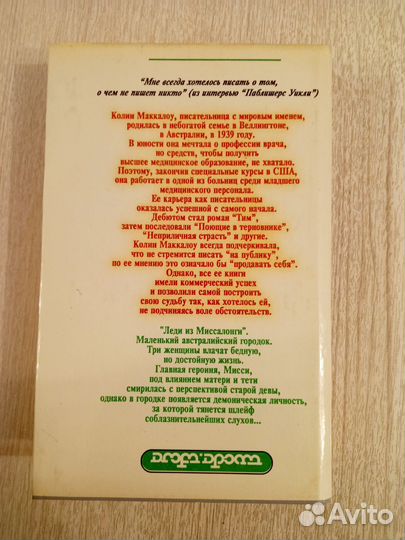 “Мне всегда хотелось писать о том,
о чем не пишет никто” (из интервью “Паблишерс Уикли”)
Колин Маккалоу, писательница с мировым именем,
родилась в небогатой семье в Веллингтоне,
в Австралии, в 1939 году.
В юности она мечтала о профессии врача,
но средств, чтобы получить
высшее медицинское образование, не хватало.
Поэтому, закончив специальные курсы в США,
она работает в одной из больниц среди младшего
медицинского персонала.
Ее карьера как писательницы
оказалась успешной с самого начала.
Дебютом стал роман “Тим”,
затем последовали “Поющие в терновнике”,
“Неприличная страсть” и другие.
Колин Маккалоу всегда подчеркивала,
что не стремится писать “на публику”,
по ее мнению это означало бы “продавать себя”.
Однако, все ее книги
имели коммерческий успех
и позволили самой построить
свою судьбу так, как хотелось ей,
не подчиняясь воле обстоятельств.
"Леди из Миссалонги".
Маленький австралийский городок.
Три женщины влачат бедную,
но достойную жизнь.
Главная героиня, Мисси,
под влиянием матери и тети
смирилась с перспективой старой девы,
однако в городке появляется демоническая личность,
за которой тянется шлейф
соблазнительнейших слухов...
Avito